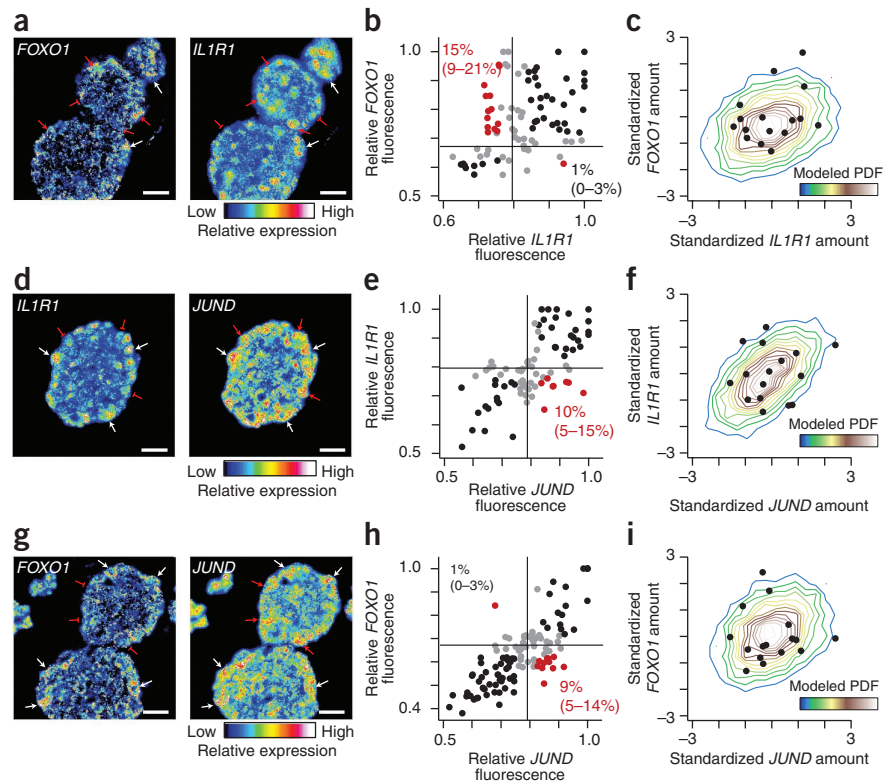 a
FOXO1
IL1R1
Low High
Relative expression
b
Relative FOXO1
fluorescence
1.0
0.5
15%
(9–21%)
1%
(0–3%)
0.6 1.0
Relative IL1R1
fluorescence
c
Standardized
FOXO1 amount
3
−3
Modeled PDF
−3 3
Standardized IL1R1 amount
d
IL1R1
JUND
Low High
Relative expression
e
Relative IL1R1
fluorescence
1.0
0.5
10%
(5–15%)
0.5 1.0
Relative JUND
fluorescence
f
Standardized
IL1R1 amount
3
−3
Modeled PDF
−3 3
Standardized JUND amount
g
FOXO1
JUND
Low High
Relative expression
h
Relative FOXO1
fluorescence
1.0
0.4
1%
(0–3%)
9%
(5–14%)
0.5 1.0
Relative JUND
fluorescence
i
Standardized
FOXO1 amount
3
−3
Modeled PDF
−3 3
Standardized JUND amount